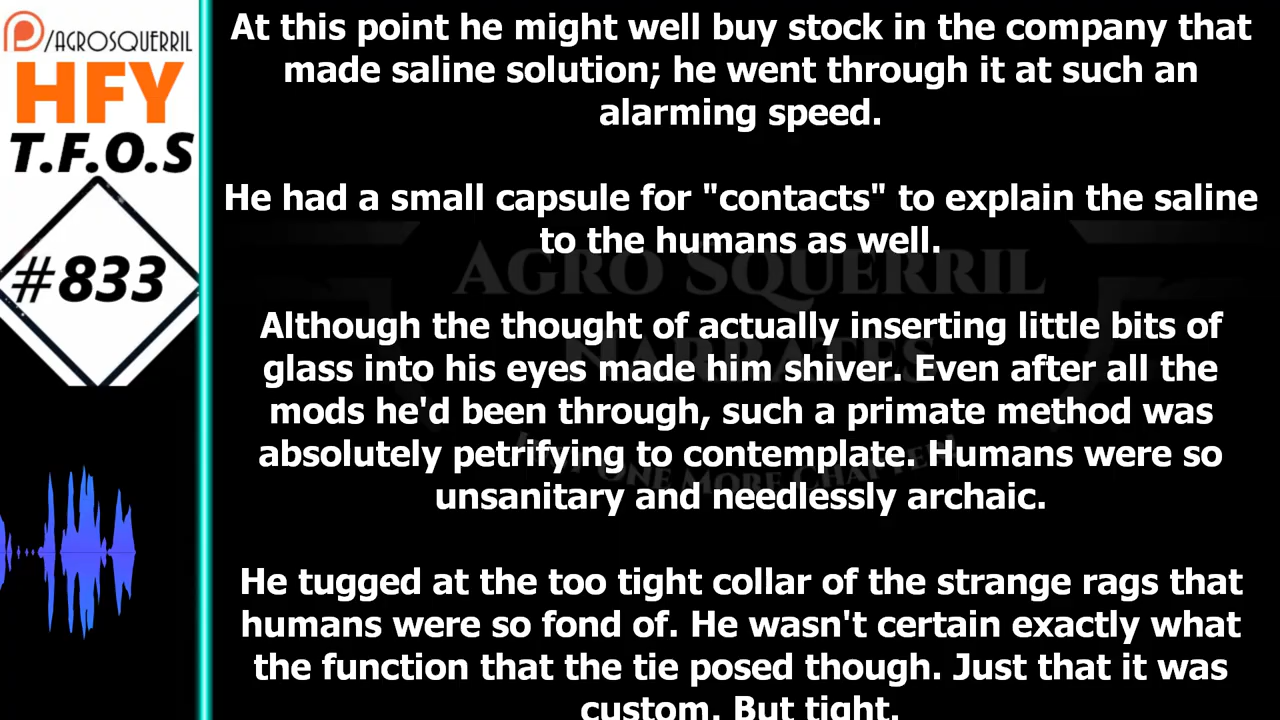 /AGROSQUERRIL
HFY
T.F.O.S
#833
At this point he might well buy stock in the company that
made saline solution; he went through it at such an
alarming speed.
He had a small capsule for "contacts" to explain the saline
to the humans as well.
Although the thought of actually inserting little bits of
glass into his eyes made him shiver. Even after all the
mods he'd been through, such a primate method was
absolutely petrifying to contemplate. Humans were so
unsanitary and needlessly archaic.
He tugged at the too tight collar of the strange rags that
humans were so fond of. He wasn't certain exactly what
the function that the tie posed though. Just that it was
custom. But tight.
AGRO SQUERRIL
NARRATES
ONE MORE CHAPTER